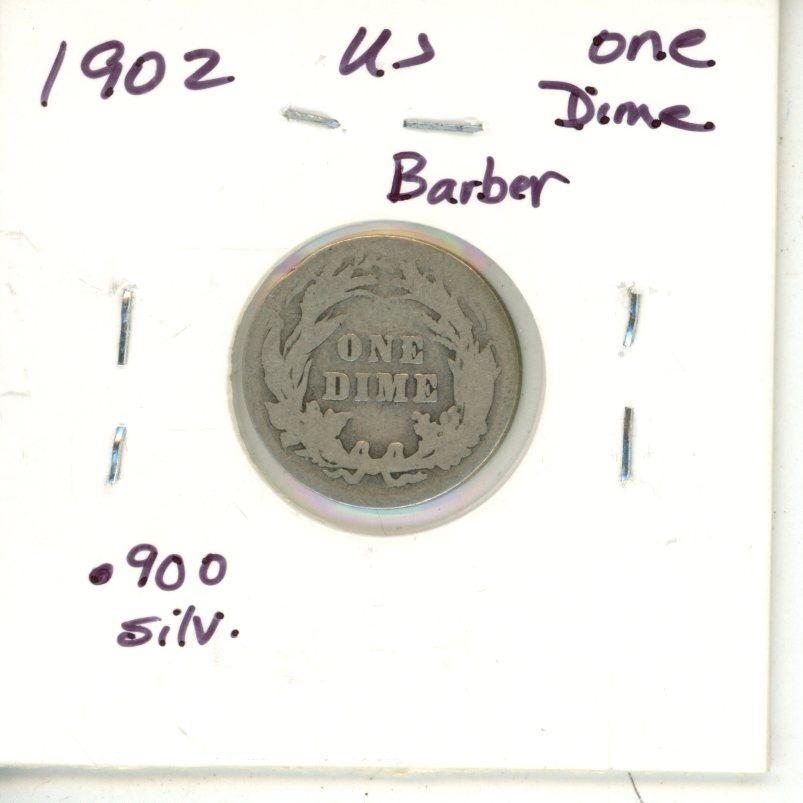 1902 US one
Dime
Barber
ONE
DIME
.900
silv.